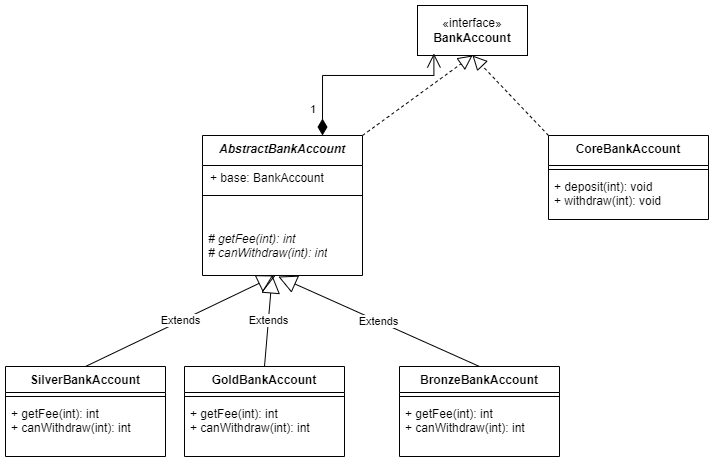 «interface»
BankAccount
1
AbstractBankAccount
+ base: BankAccount
# getFee(int): int
# canWithdraw(int): int
CoreBankAccount
+ deposit(int): void
+ withdraw(int): void
Extends
Extends
Extends
SilverBankAccount
+ getFee(int): int
+ canWithdraw(int): int
GoldBankAccount
+ getFee(int): int
+ canWithdraw(int): int
BronzeBankAccount
+ getFee(int): int
+ canWithdraw(int): int